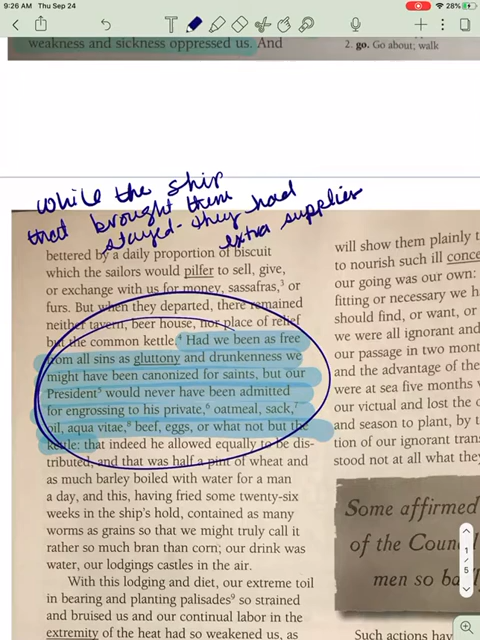 9:26 AM Thu Sep 24
28%
weakness and sickness oppressed us. And
2. go. Go about; walk
while the ship
that brought them
stayed - they had
extra supplies
bettered by a daily proportion of biscuit
which the sailors would pilfer to sell, give,
or exchange with us for money, sassafras,³ or
furs. But when they departed, there remained
neither tavern, beer house, nor place of relief
but the common kettle.⁴ Had we been as free
from all sins as gluttony and drunkenness we
might have been canonized for saints, but our
President⁵ would never have been admitted
for engrossing to his private,⁶ oatmeal, sack,⁷
oil, aqua vitae,⁸ beef, eggs, or what not but the
kettle: that indeed he allowed equally to be dis-
tributed, and that was half a pint of wheat and
as much barley boiled with water for a man
a day, and this, having fried some twenty-six
weeks in the ship's hold, contained as many
worms as grains so that we might truly call it
rather so much bran than corn; our drink was
water, our lodgings castles in the air.
With this lodging and diet, our extreme toil
in bearing and planting palisades⁹ so strained
and bruised us and our continual labor in the
extremity of the heat had so weakened us, as
will show them plainly t
to nourish such ill conce
our going was our own:
fitting or necessary we h
should find, or want, or
we were all ignorant and
our passage in two mont
and the advantage of the
were at sea five months
our victual and lost the
and season to plant, by t
tion of our ignorant tran
stood not at all what the
Some affirmed
of the Coun
men so ba
Such actions hav
1
5